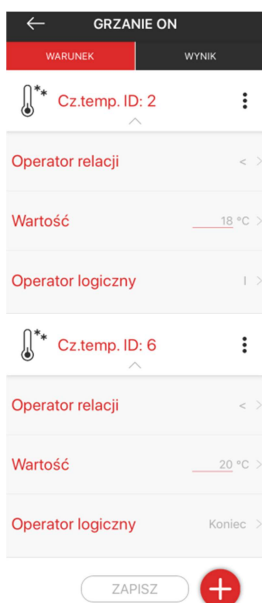 GRZANIE ON
WARUNEK WYNIK
Cz.temp. ID: 2
Operator relacji <
Wartość 18 °C
Operator logiczny I
Cz.temp. ID: 6
Operator relacji <
Wartość 20 °C
Operator logiczny Koniec
ZAPISZ